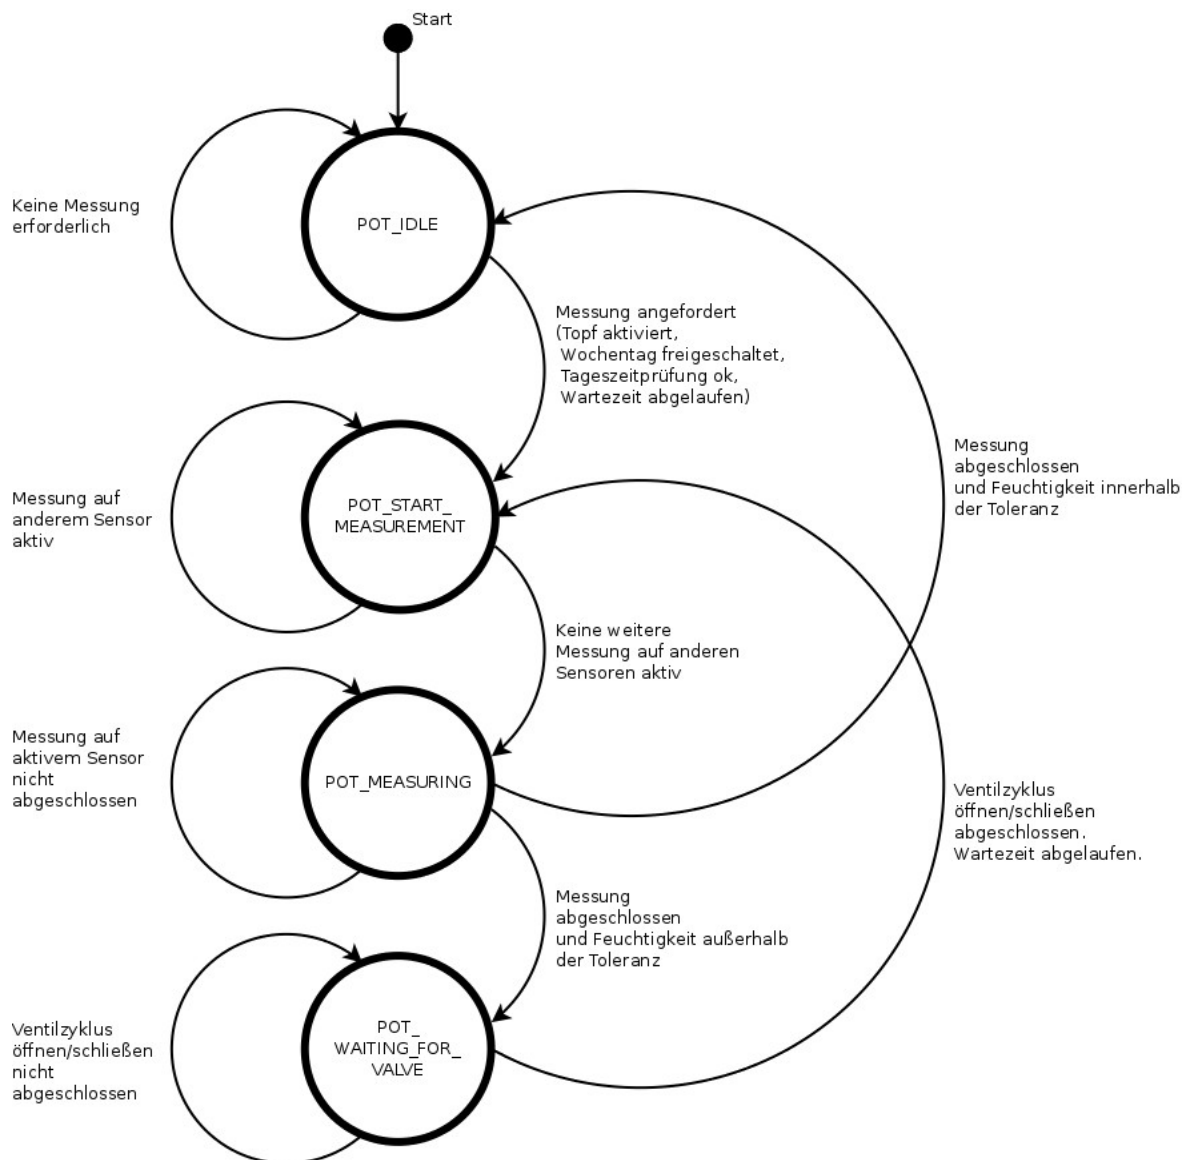 Start
Keine Messung
erforderlich
POT_IDLE
Messung angefordert
(Topf aktiviert,
Wochentag freigeschaltet,
Tageszeitprüfung ok,
Wartezeit abgelaufen)
Messung
abgeschlossen
und Feuchtigkeit innerhalb
der Toleranz
Messung auf
anderem Sensor
aktiv
POT_START_
MEASUREMENT
Keine weitere
Messung auf anderen
Sensoren aktiv
Messung auf
aktivem Sensor
nicht
abgeschlossen
POT_MEASURING
Ventilzyklus
öffnen/schließen
abgeschlossen.
Wartezeit abgelaufen.
Messung
abgeschlossen
und Feuchtigkeit außerhalb
der Toleranz
Ventilzyklus
öffnen/schließen
nicht
abgeschlossen
POT_
WAITING_FOR_
VALVE